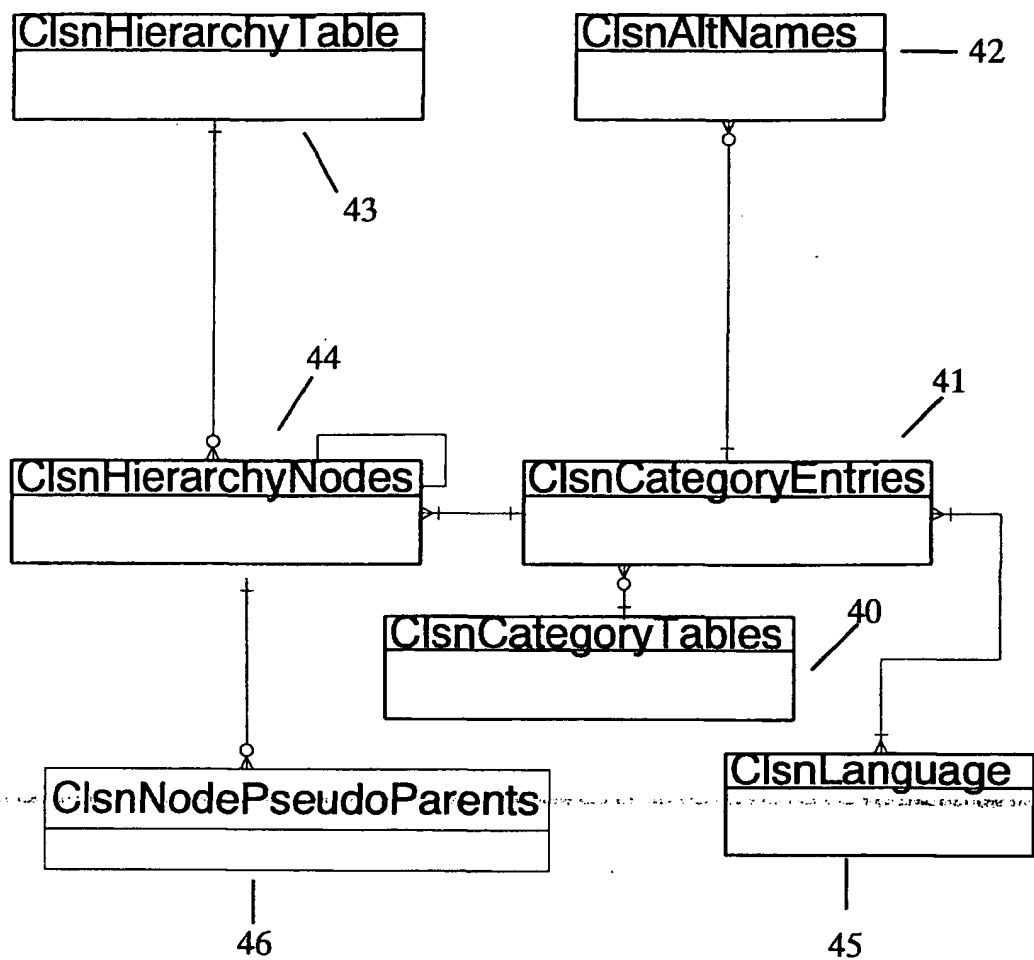 ClsnHierarchyTable
ClsnAltNames
42
43
44
41
ClsnHierarchyNodes
ClsnCategoryEntries
40
ClsnCategoryTables
ClsnLanguage
ClsnNodePseudoParents
46
45